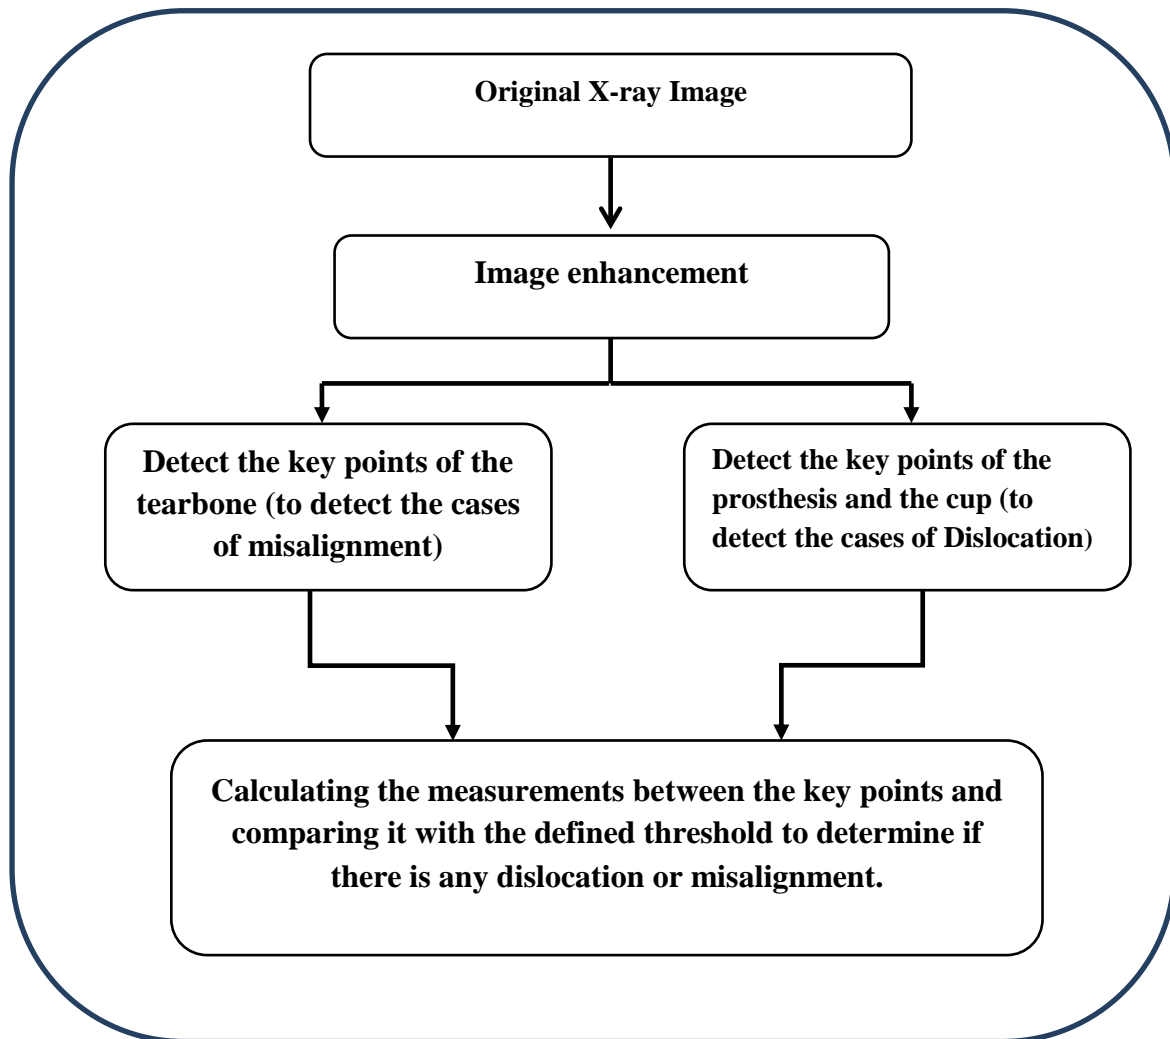 Original X-ray Image
Image enhancement
Detect the key points of the
tearbone (to detect the cases
of misalignment)
Detect the key points of the
prosthesis and the cup (to
detect the cases of Dislocation)
Calculating the measurements between the key points and
comparing it with the defined threshold to determine if
there is any dislocation or misalignment.